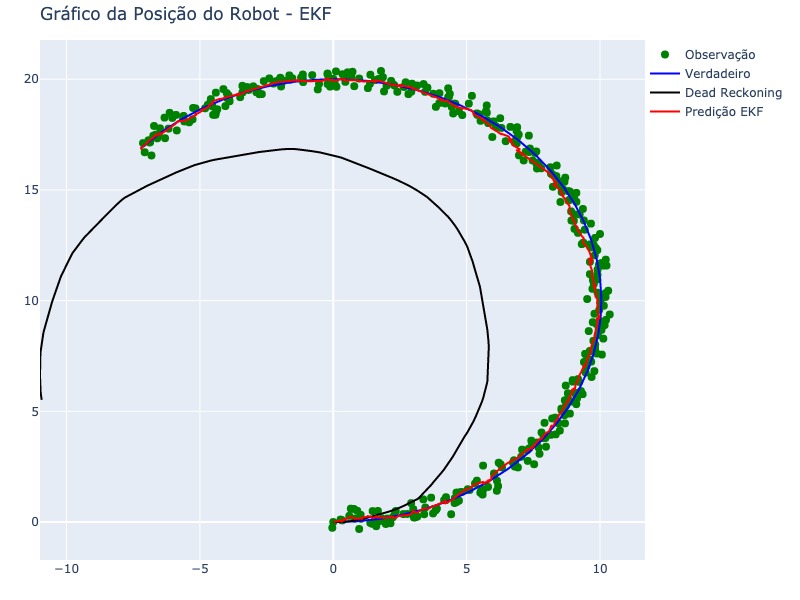 Gráfico da Posição do Robot - EKF
Observação
Verdadeiro
Dead Reckoning
Predição EKF
20
15
10
5
0
−10
−5
0
5
10